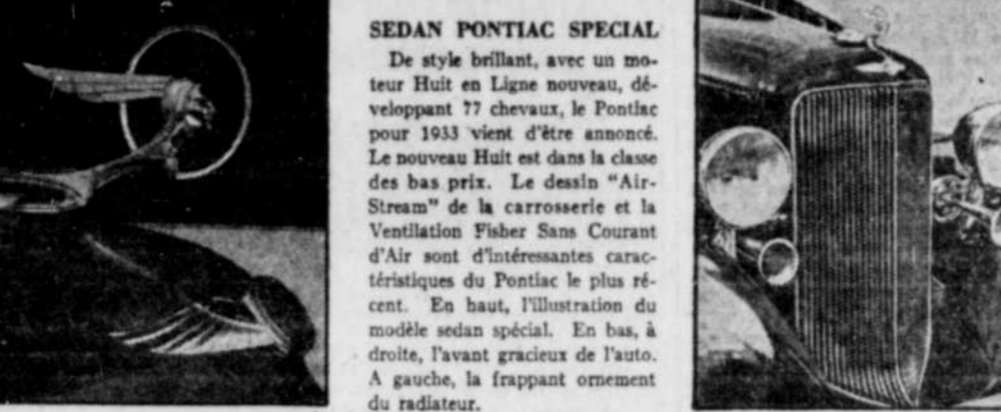 SEDAN PONTIAC SPECIAL
De style brillant, avec un mo-
teur Huit en Ligne nouveau, dé-
veloppant 77 chevaux, le Pontiac
pour 1933 vient d'être annoncé.
Le nouveau Huit est dans la classe
des bas prix. Le dessin "Air-
Stream" de la carrosserie et la
Ventilation Fisher Sans Courant
d'Air sont d'intéressantes carac-
téristiques du Pontiac le plus ré-
cent. En haut, l'illustration du
modèle sedan spécial. En bas, à
droite, l'avant gracieux de l'auto.
A gauche, la frappant ornement
du radiateur.